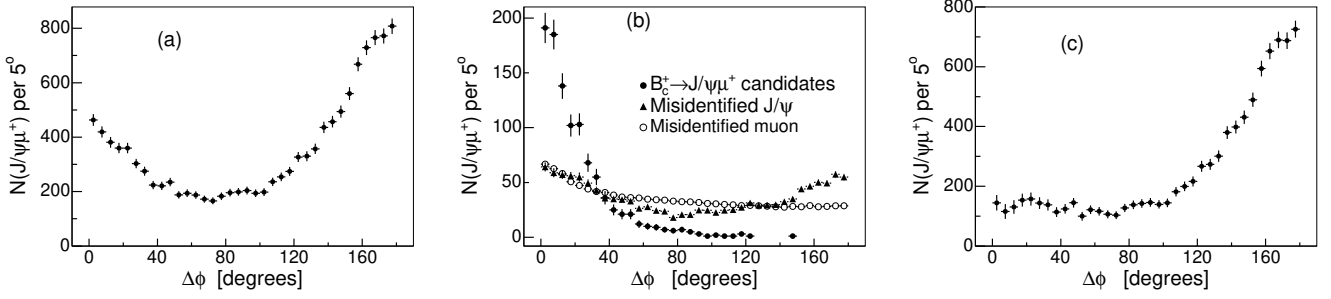 (a)
N(J/ψμ⁺) per 5°
800
600
400
200
0
0 40 80 120 160
Δφ [degrees]
(b)
N(J/ψμ⁺) per 5°
200
150
100
50
0
B_c^+→J/ψμ⁺ candidates
Misidentified J/ψ
Misidentified muon
0 40 80 120 160
Δφ [degrees]
(c)
N(J/ψμ⁺) per 5°
800
600
400
200
0
0 40 80 120 160
Δφ [degrees]